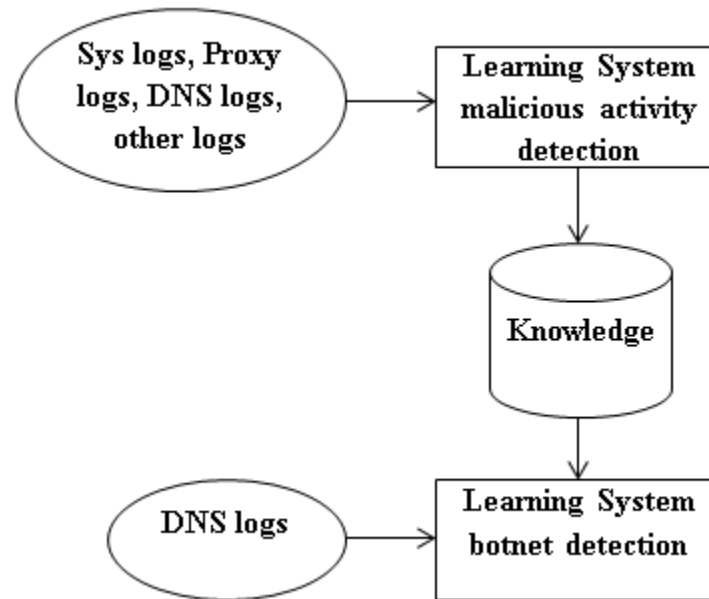 Sys logs, Proxy
logs, DNS logs,
other logs
Learning System
malicious activity
detection
Knowledge
DNS logs
Learning System
botnet detection